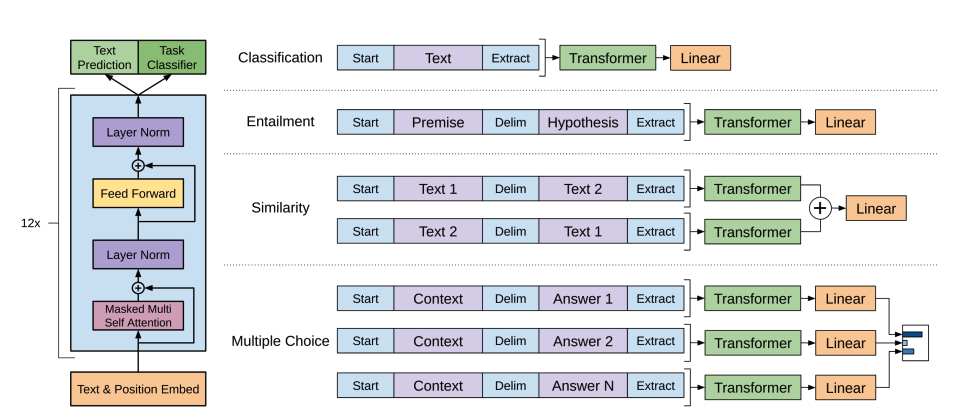 Text
Prediction
Task
Classifier
12x
Layer Norm
Feed Forward
Layer Norm
Masked Multi
Self Attention
Text & Position Embed
Classification
Start Text Extract Transformer Linear
Entailment
Start Premise Delim Hypothesis Extract Transformer Linear
Similarity
Start Text 1 Delim Text 2 Extract Transformer
Start Text 2 Delim Text 1 Extract Transformer
Linear
Multiple Choice
Start Context Delim Answer 1 Extract Transformer Linear
Start Context Delim Answer 2 Extract Transformer Linear
Start Context Delim Answer N Extract Transformer Linear